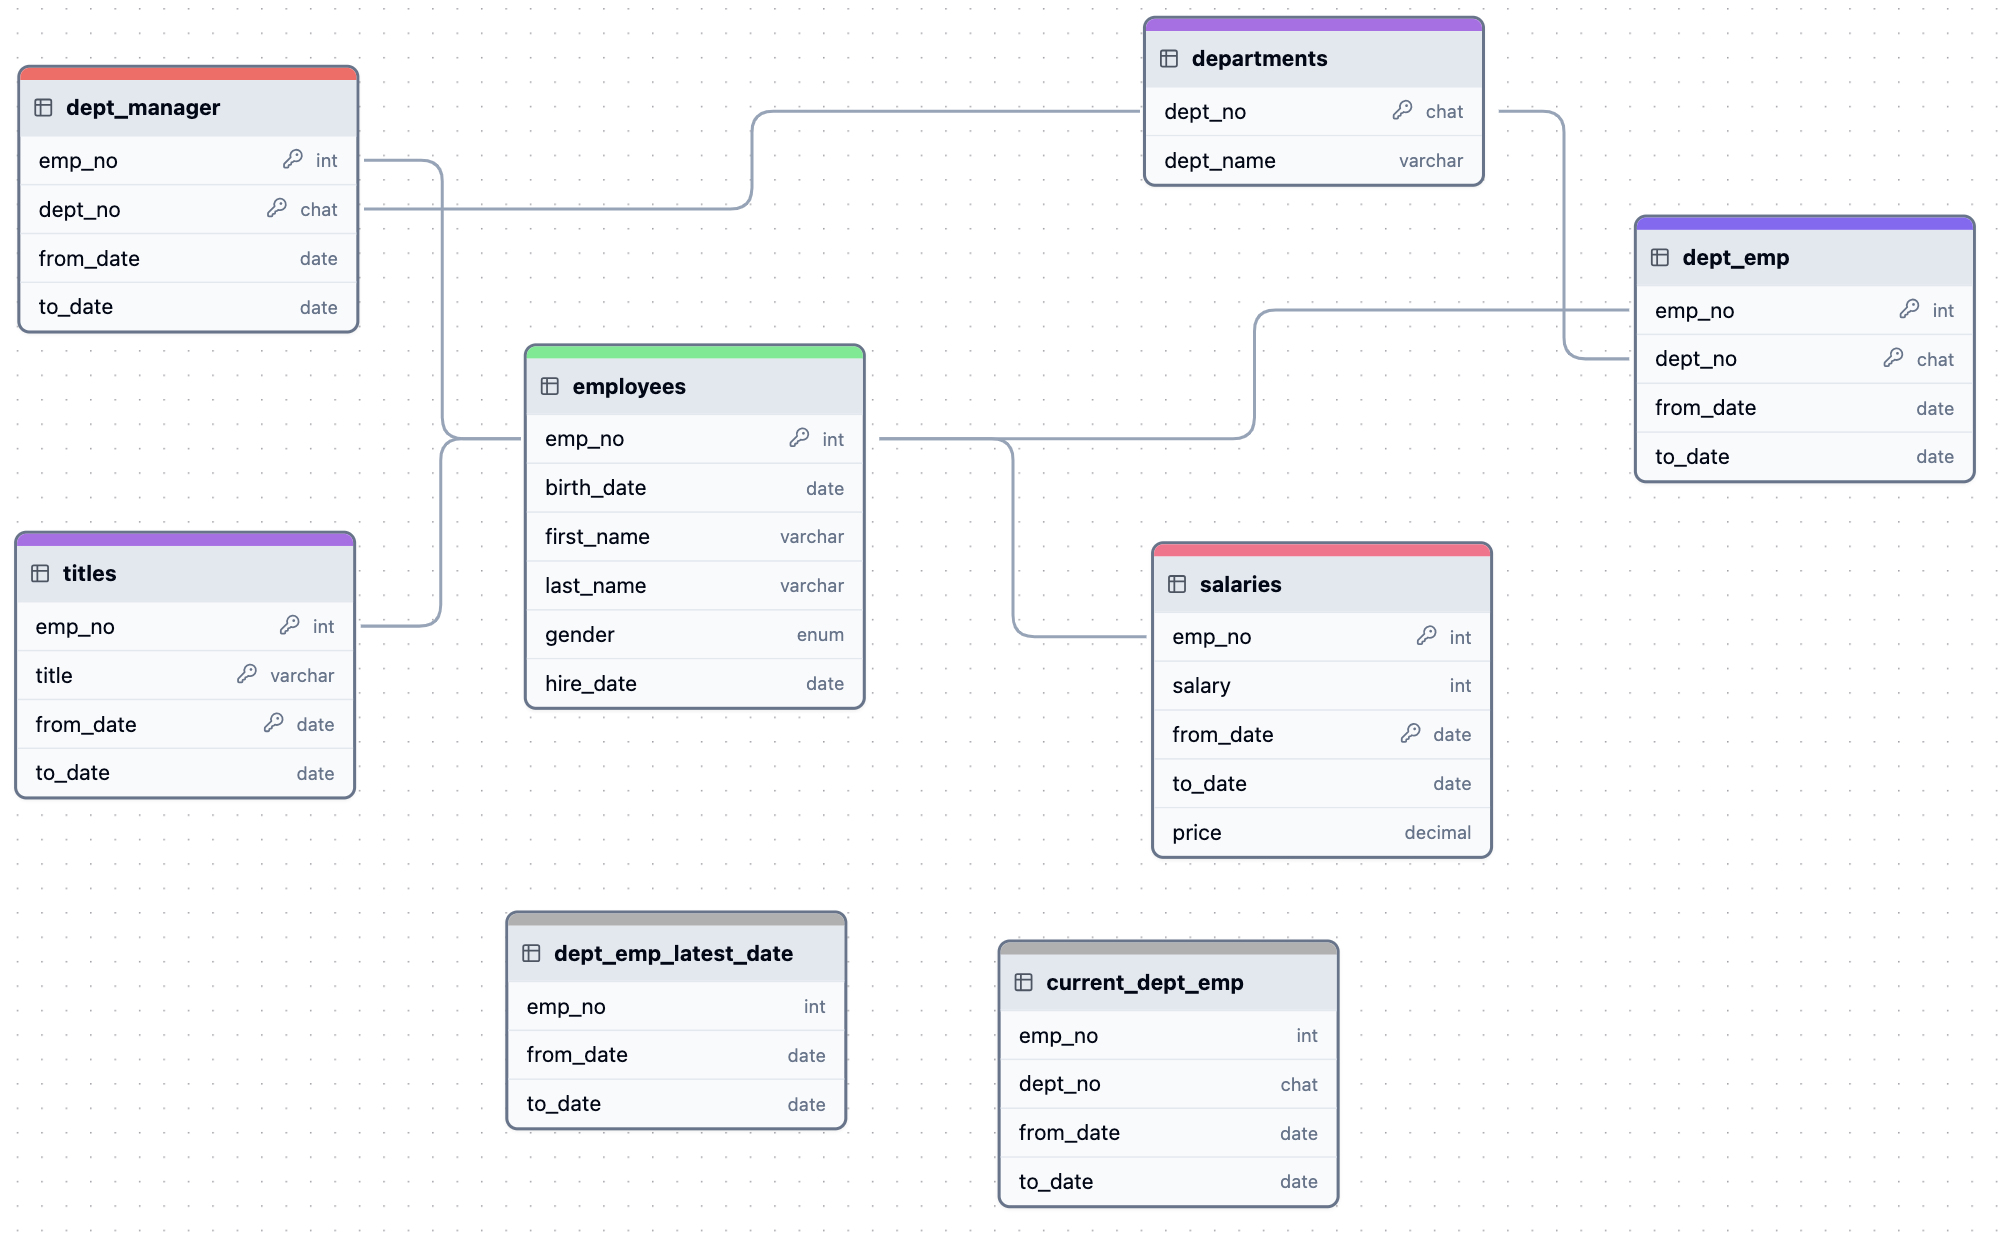 dept_manager
emp_no int
dept_no chat
from_date date
to_date date
departments
dept_no chat
dept_name varchar
dept_emp
emp_no int
dept_no chat
from_date date
to_date date
employees
emp_no int
birth_date date
first_name varchar
last_name varchar
gender enum
hire_date date
titles
emp_no int
title varchar
from_date date
to_date date
salaries
emp_no int
salary int
from_date date
to_date date
price decimal
dept_emp_latest_date
emp_no int
from_date date
to_date date
current_dept_emp
emp_no int
dept_no chat
from_date date
to_date date